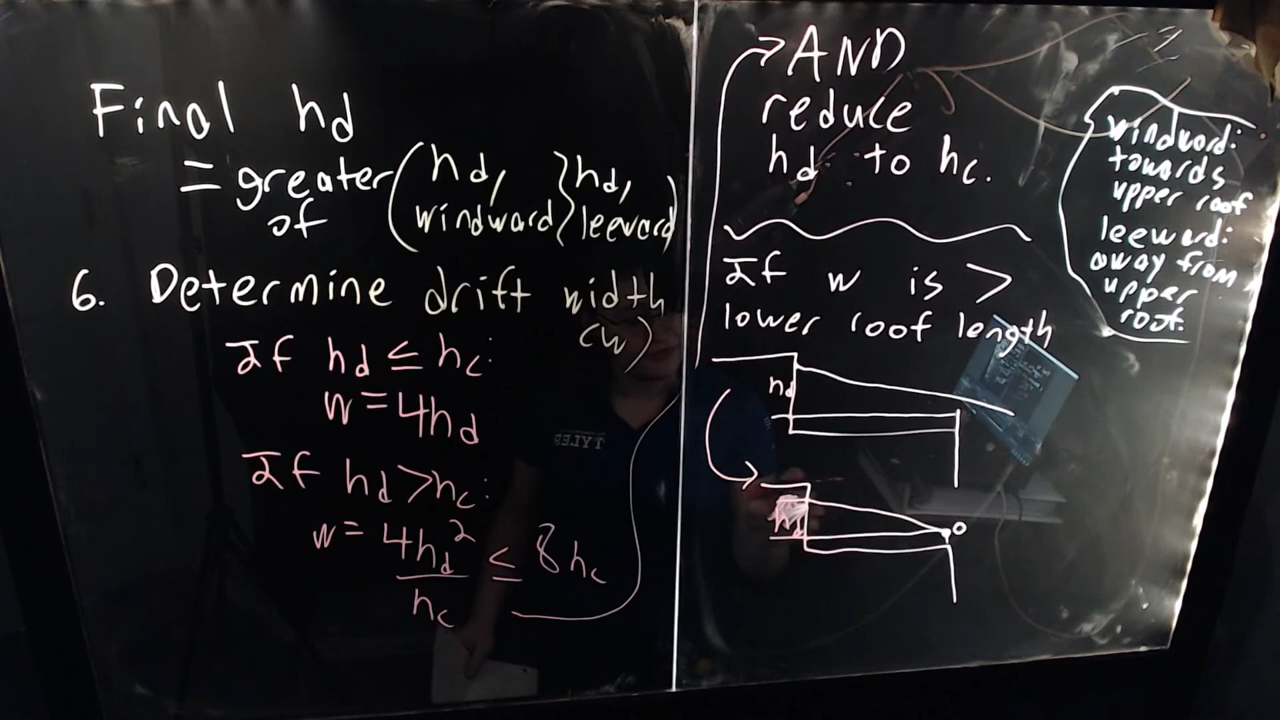 Final hd
= greater of (hd, windward } hd, leeward)
6. Determine drift width (w)
If hd ≤ hc:
w = 4hd
If hd > hc:
w = 4hd² / hc ≤ 8hc
AND
reduce
hd to hc.
If w is >
lower roof length
hd
hd
0
windward:
towards
upper roof
leeward:
away from
upper
roof.
TYLER